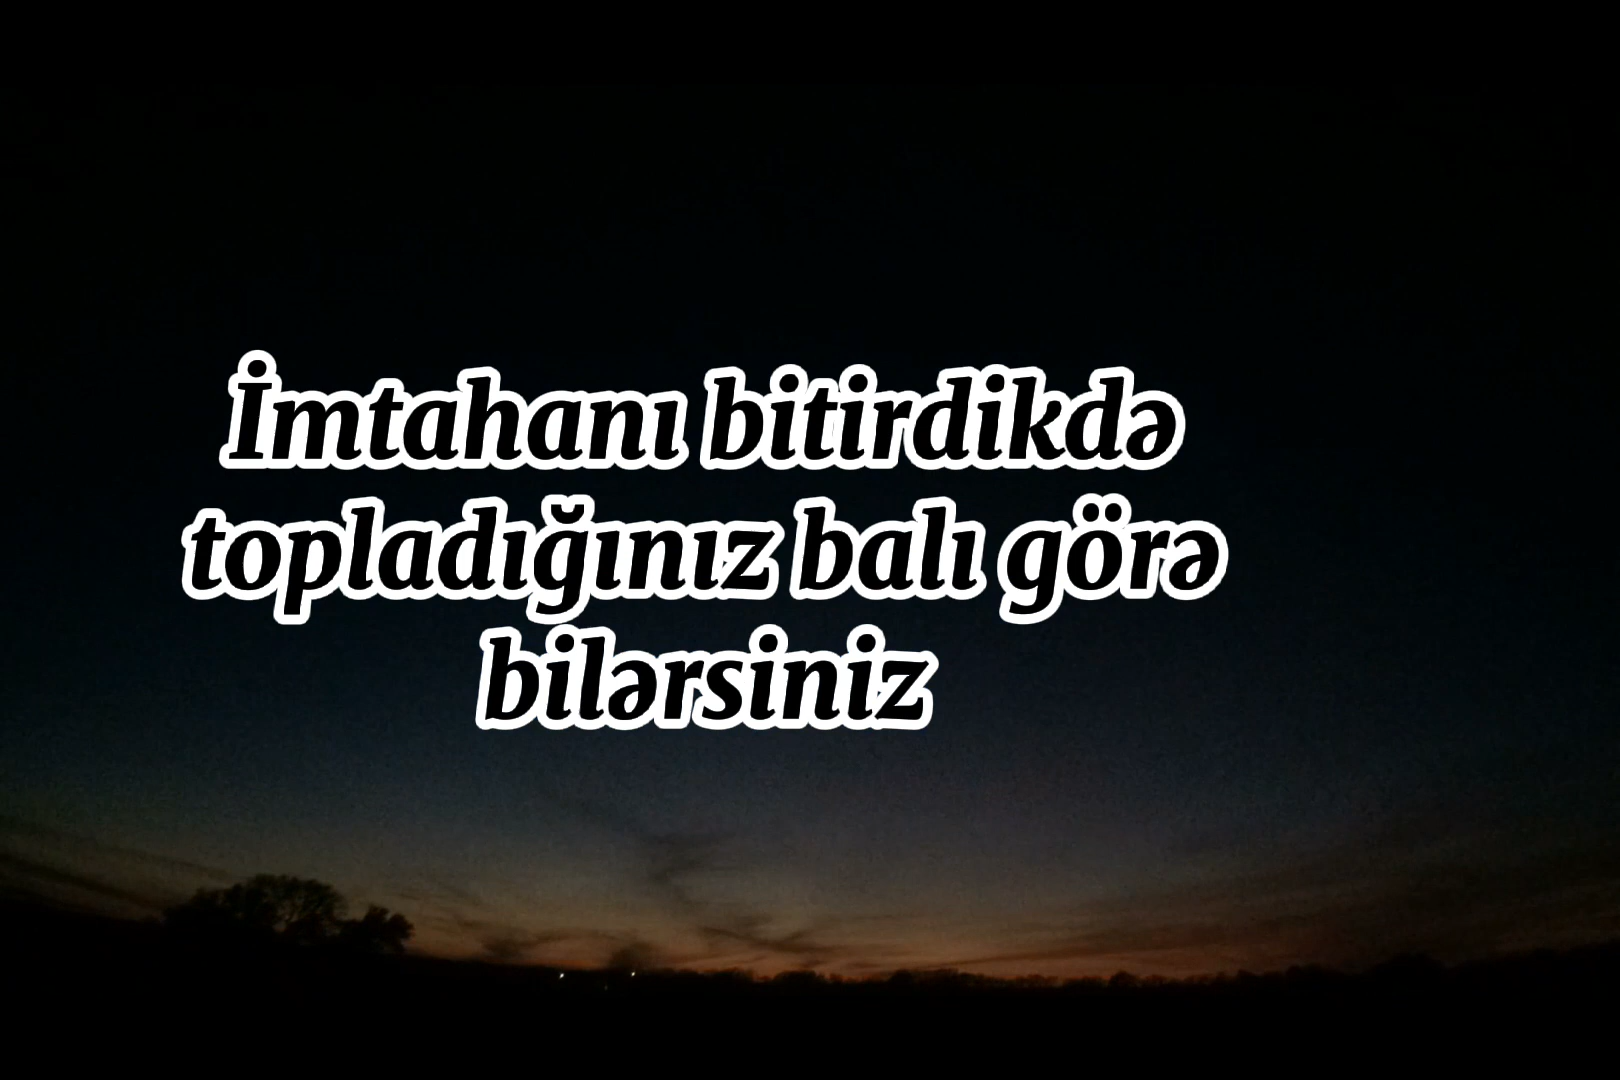 İmtahanı bitirdikdə
topladığınız balı görə
bilərsiniz